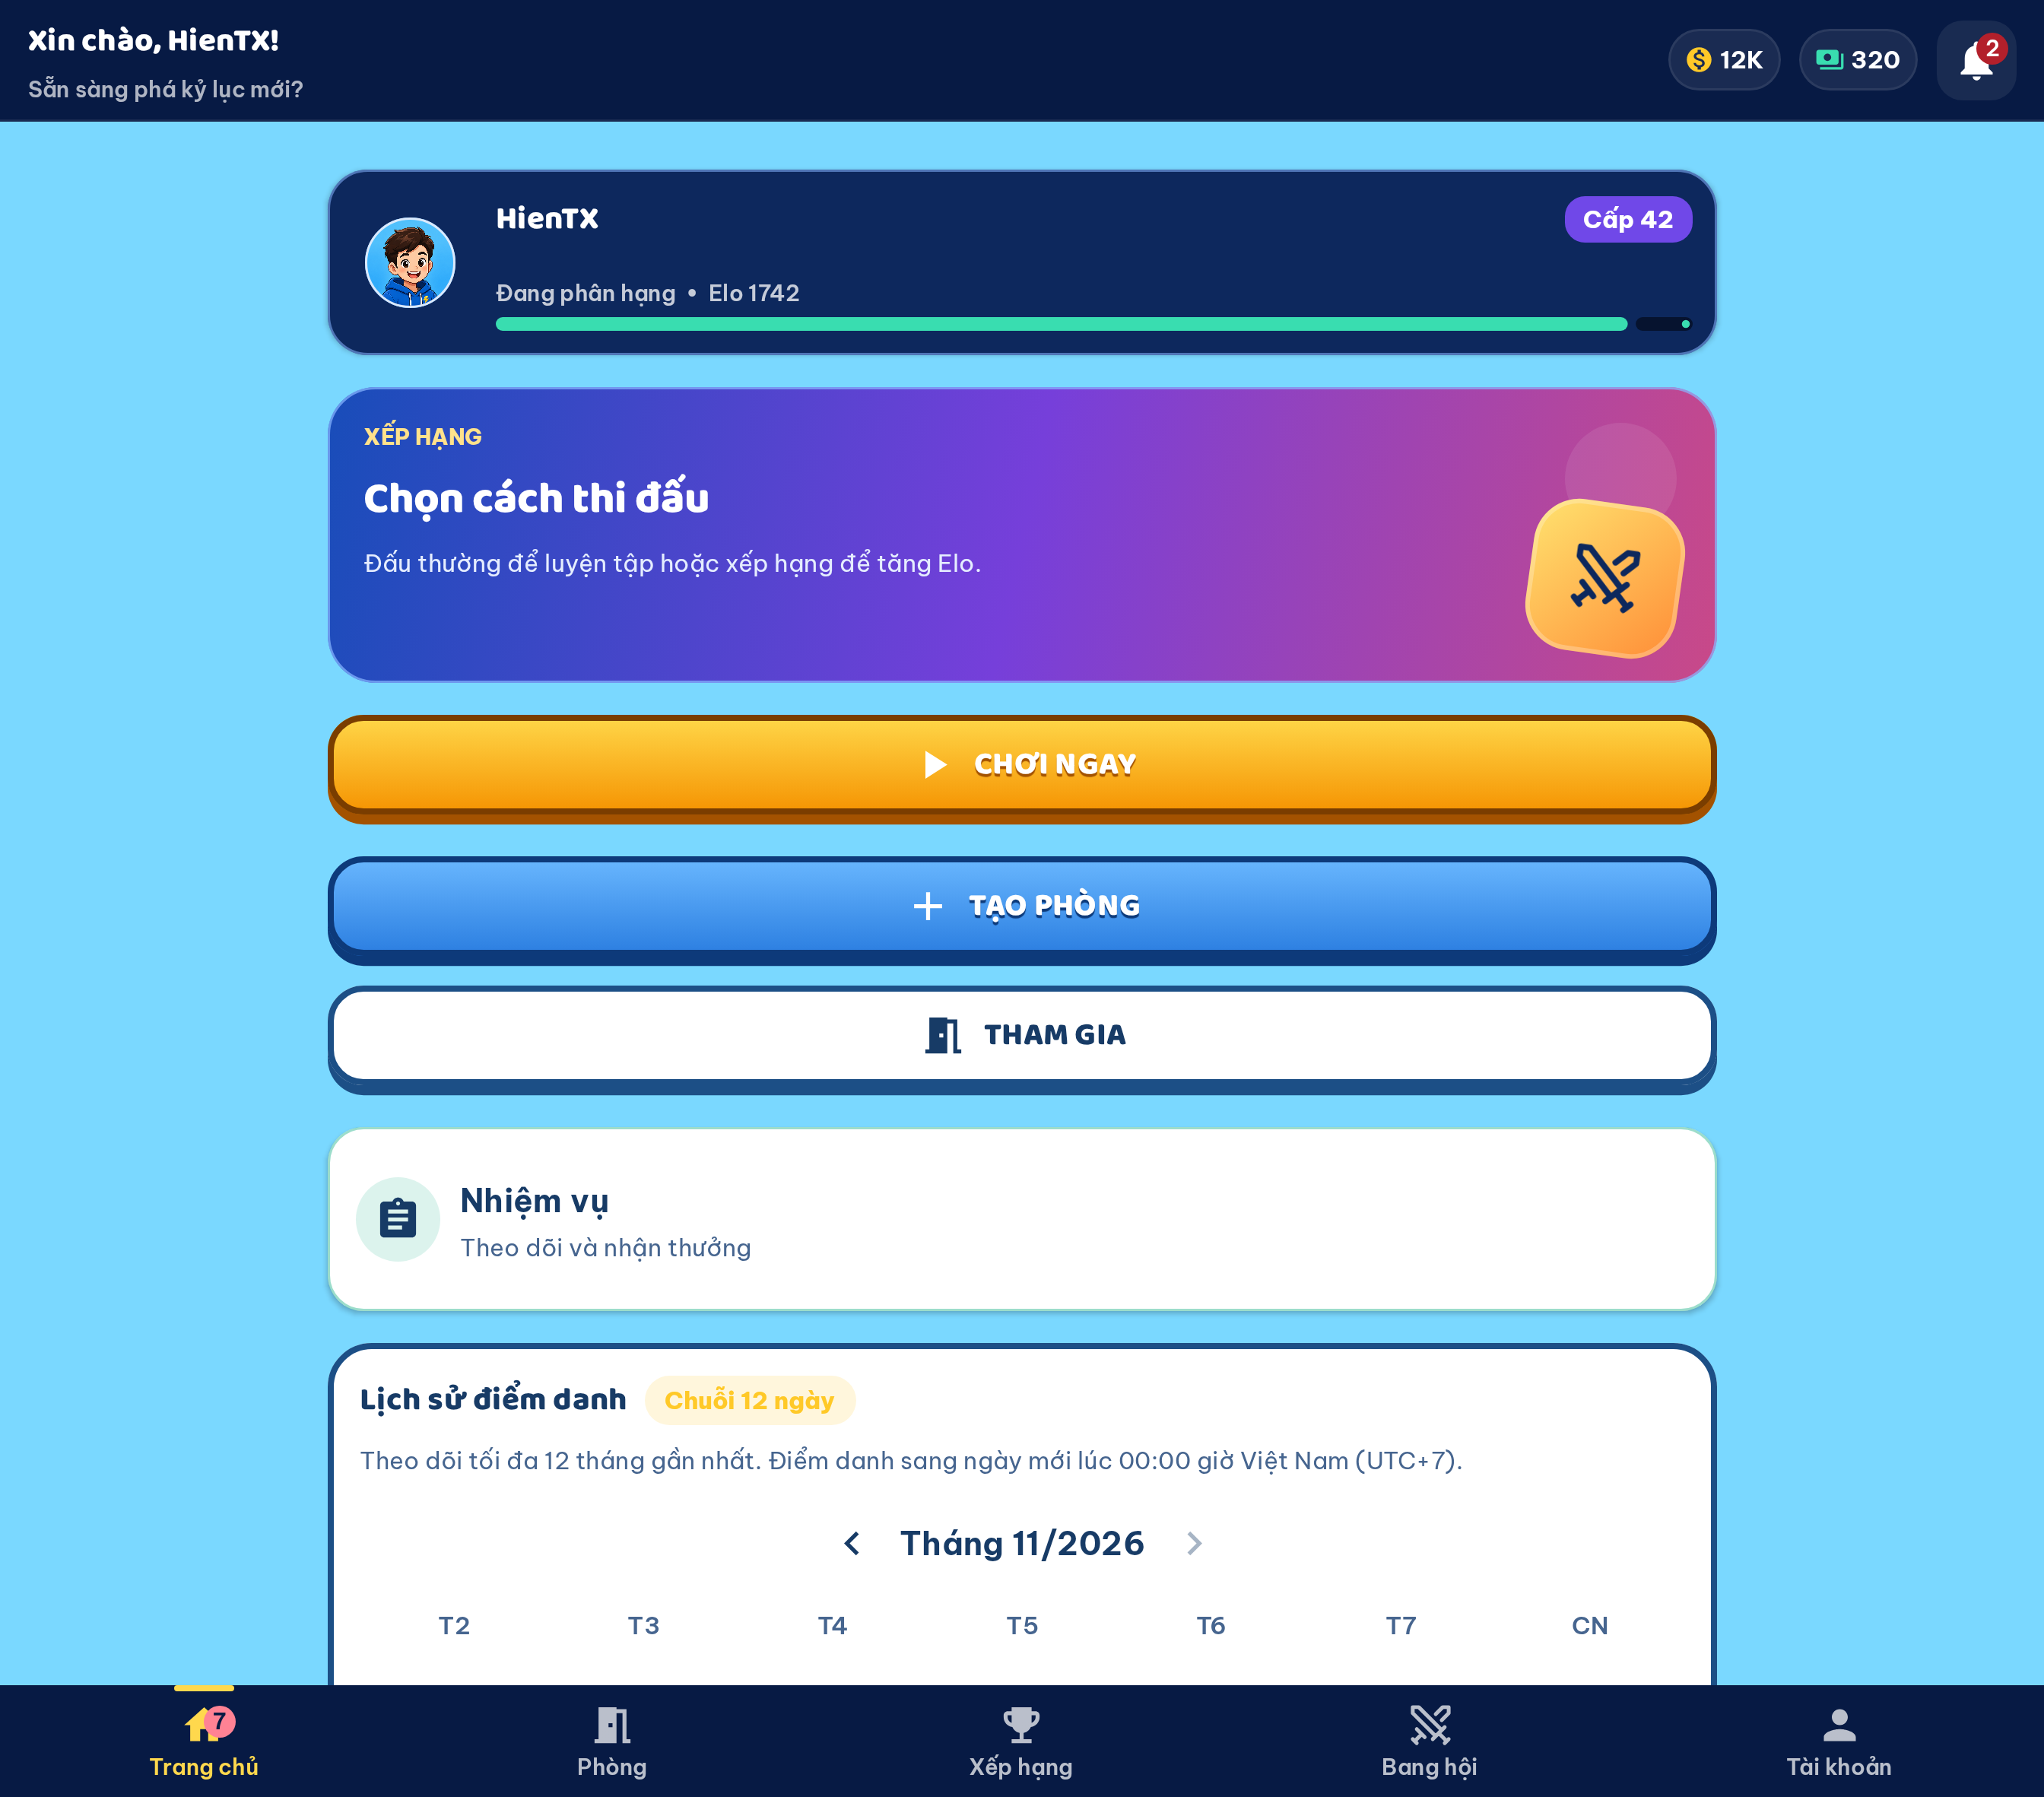 Xin chào, HienTX!
Sẵn sàng phá kỷ lục mới?
12K
320
2
HienTX
Cấp 42
Đang phân hạng • Elo 1742
XẾP HẠNG
Chọn cách thi đấu
Đấu thường để luyện tập hoặc xếp hạng để tăng Elo.
CHƠI NGAY
TẠO PHÒNG
THAM GIA
Nhiệm vụ
Theo dõi và nhận thưởng
Lịch sử điểm danh
Chuỗi 12 ngày
Theo dõi tối đa 12 tháng gần nhất. Điểm danh sang ngày mới lúc 00:00 giờ Việt Nam (UTC+7).
Tháng 11/2026
T2 T3 T4 T5 T6 T7 CN
7
Trang chủ
Phòng
Xếp hạng
Bang hội
Tài khoản